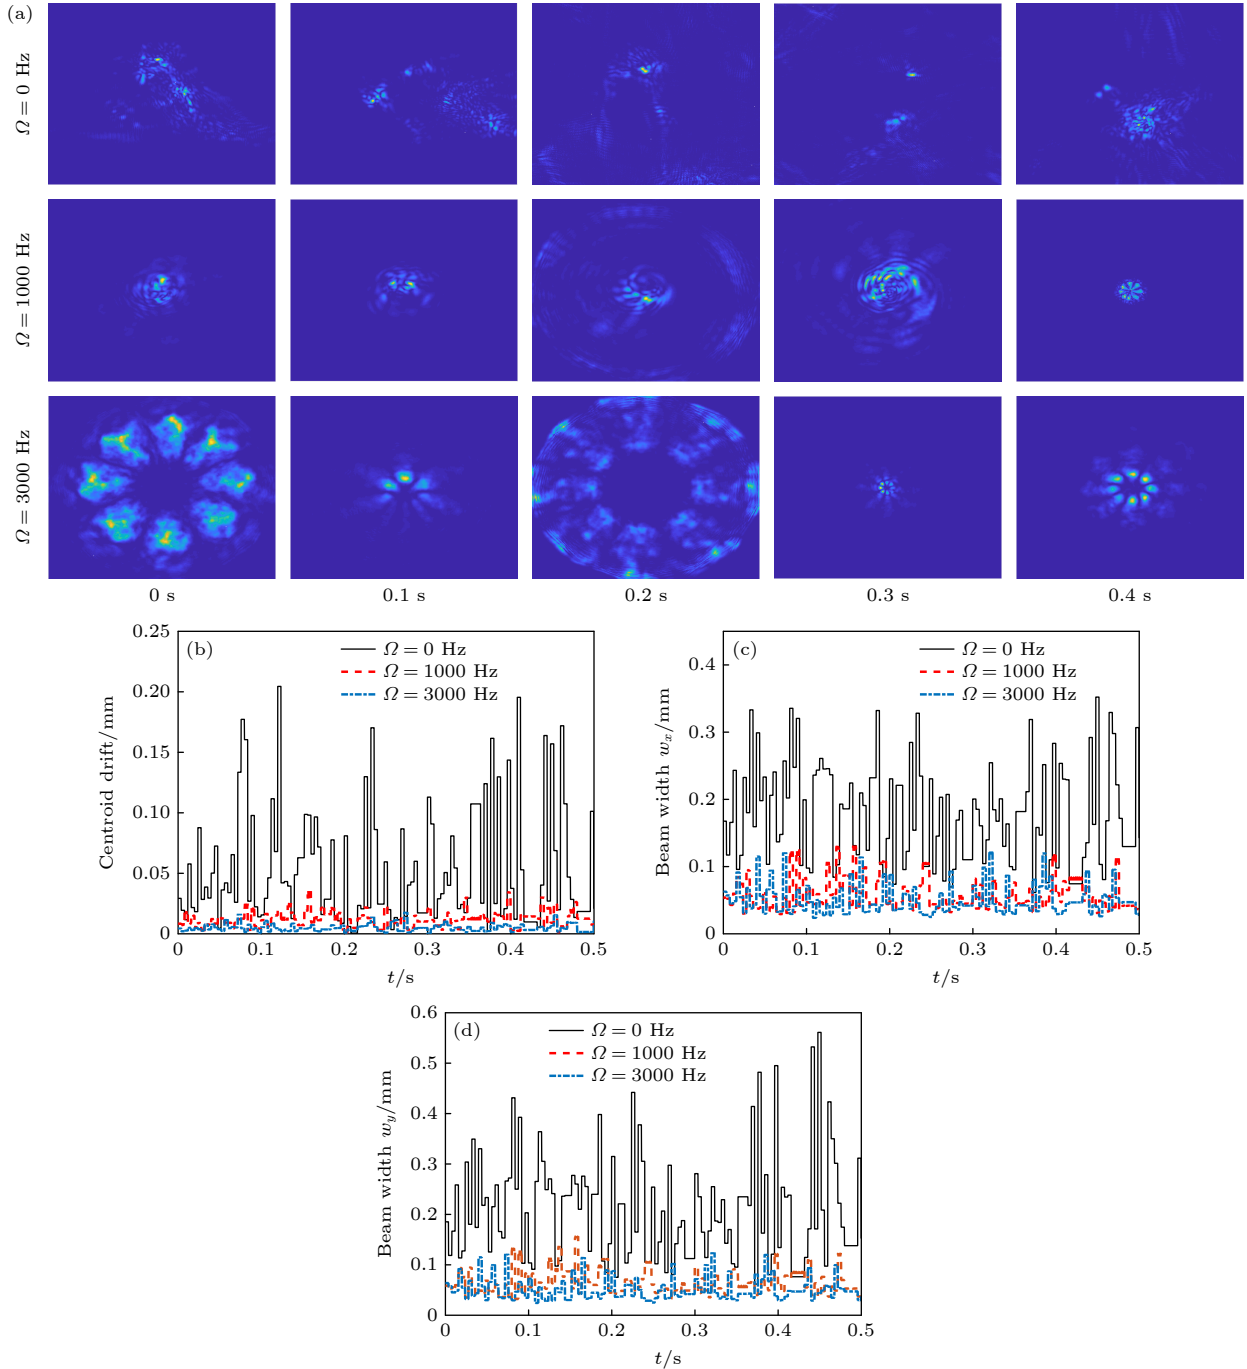 (a)
Ω = 0 Hz
Ω = 1000 Hz
Ω = 3000 Hz
0 s
0.1 s
0.2 s
0.3 s
0.4 s
(b)
Ω = 0 Hz
Ω = 1000 Hz
Ω = 3000 Hz
0.25
0.20
0.15
0.10
0.05
0
Centroid drift/mm
0
0.1
0.2
0.3
0.4
0.5
t/s
(c)
Ω = 0 Hz
Ω = 1000 Hz
Ω = 3000 Hz
0.4
0.3
0.2
0.1
0
Beam width wₓ/mm
0
0.1
0.2
0.3
0.4
0.5
t/s
(d)
Ω = 0 Hz
Ω = 1000 Hz
Ω = 3000 Hz
0.6
0.5
0.4
0.3
0.2
0.1
0
Beam width w_y/mm
0
0.1
0.2
0.3
0.4
0.5
t/s